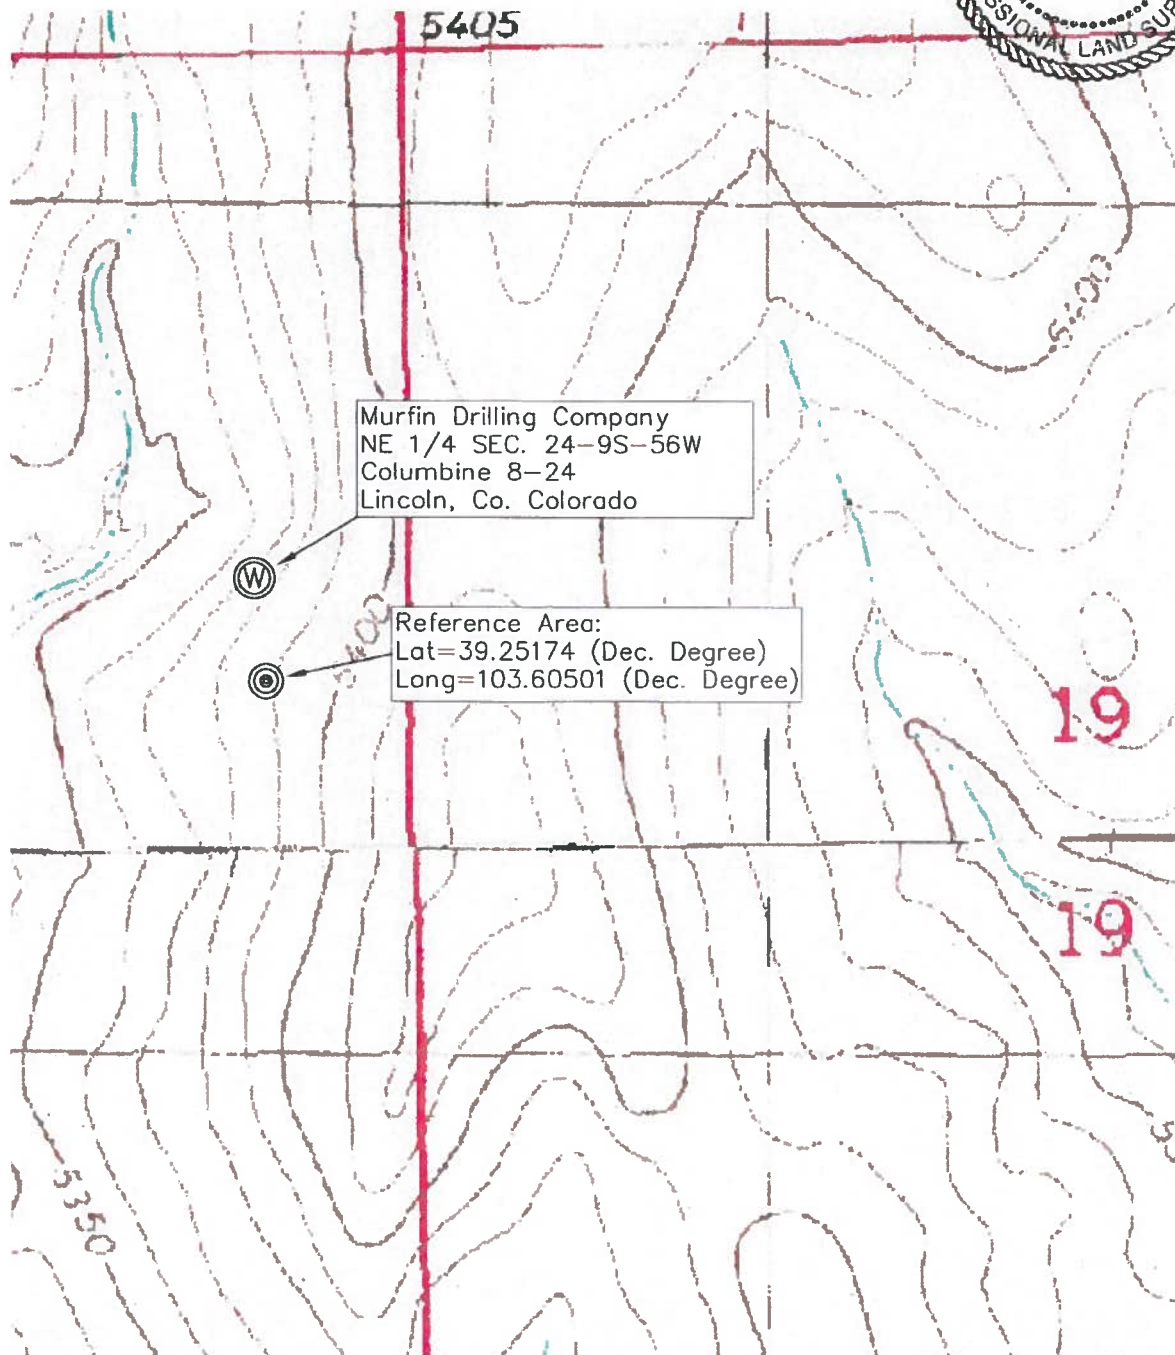 5405
SSIONAL LAND SUR
5400
Murfin Drilling Company
NE 1/4 SEC. 24-9S-56W
Columbine 8-24
Lincoln, Co. Colorado
W
Reference Area:
Lat=39.25174 (Dec. Degree)
Long=103.60501 (Dec. Degree)
19
19
5350